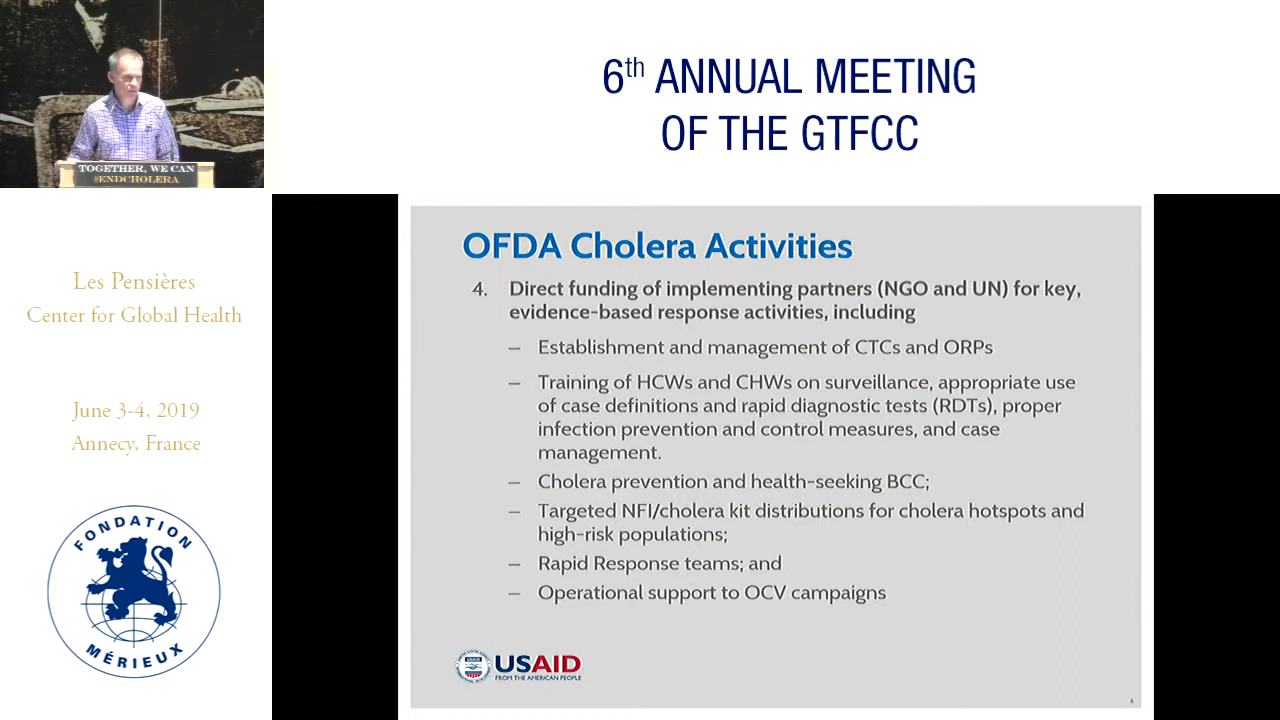 TOGETHER, WE CAN
#ENDCHOLERA
6th ANNUAL MEETING
OF THE GTFCC
Les Pensières
Center for Global Health
June 3-4, 2019
Annecy, France
FONDATION
MÉRIEUX
OFDA Cholera Activities
4. Direct funding of implementing partners (NGO and UN) for key,
evidence-based response activities, including
– Establishment and management of CTCs and ORPs
– Training of HCWs and CHWs on surveillance, appropriate use
of case definitions and rapid diagnostic tests (RDTs), proper
infection prevention and control measures, and case
management.
– Cholera prevention and health-seeking BCC;
– Targeted NFI/cholera kit distributions for cholera hotspots and
high-risk populations;
– Rapid Response teams; and
– Operational support to OCV campaigns
USAID
FROM THE AMERICAN PEOPLE
6